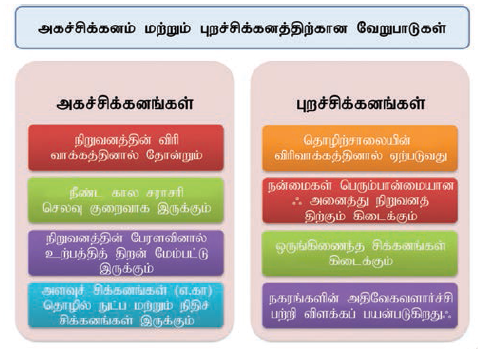 அகச்சிக்கனம் மற்றும் புறச்சிக்கனத்திற்கான வேறுபாடுகள்
அகச்சிக்கனங்கள்
நிறுவனத்தின் விரி
வாக்கத்தினால் தோன்றும்
நீண்ட கால சராசரி
செலவு குறைவாக இருக்கும்
நிறுவனத்தின் பேரளவினால்
உற்பத்தித் திறன் மேம்பட்டு
இருக்கும்
அளவுச் சிக்கனங்கள் (எ.கா)
தொழில் நுட்ப மற்றும் நிதிச்
சிக்கனங்கள் இருக்கும்
புறச்சிக்கனங்கள்
தொழிற்சாலையின்
விரிவாக்கத்தினால் ஏற்படுவது
நன்மைகள் பெரும்பான்மையான
ஃ அனைத்து நிறுவனத்
திற்கும் கிடைக்கும்
ஒருங்கிணைந்த சிக்கனங்கள்
கிடைக்கும்
நகரங்களின் அதிவேகவளார்ச்சி
பற்றி விளக்கப் பயன்படுகிறது.ஃ